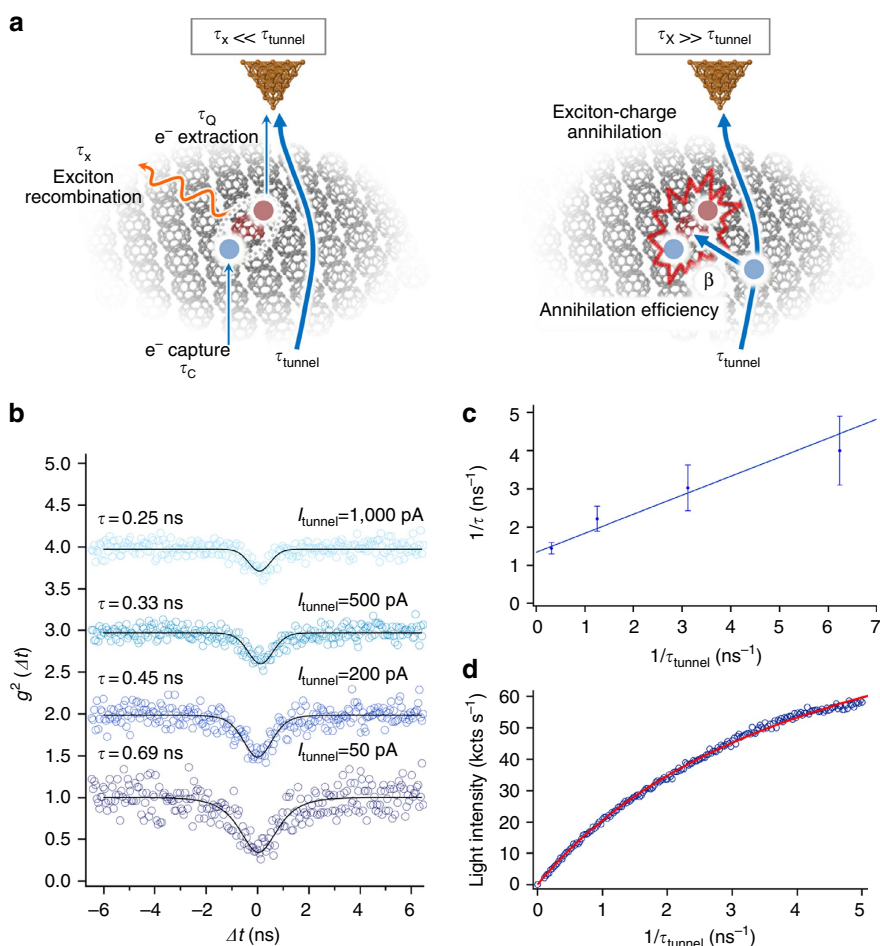 a
τx << τtunnel
τX >> τtunnel
τQ
e− extraction
τx
Exciton
recombination
e− capture
τC
τtunnel
Exciton-charge
annihilation
β
Annihilation efficiency
τtunnel
b
5.0
4.5
4.0
3.5
3.0
2.5
2.0
1.5
1.0
0.5
0.0
g² (Δt)
τ = 0.25 ns
Itunnel=1,000 pA
τ = 0.33 ns
Itunnel=500 pA
τ = 0.45 ns
Itunnel=200 pA
τ = 0.69 ns
Itunnel=50 pA
−6 −4 −2 0 2 4 6
Δt (ns)
c
5
4
3
2
1
0
1/τ (ns−1)
0 1 2 3 4 5 6 7
1/τtunnel (ns−1)
d
60
50
40
30
20
10
0
Light intensity (kcts s−1)
0 1 2 3 4 5
1/τtunnel (ns−1)